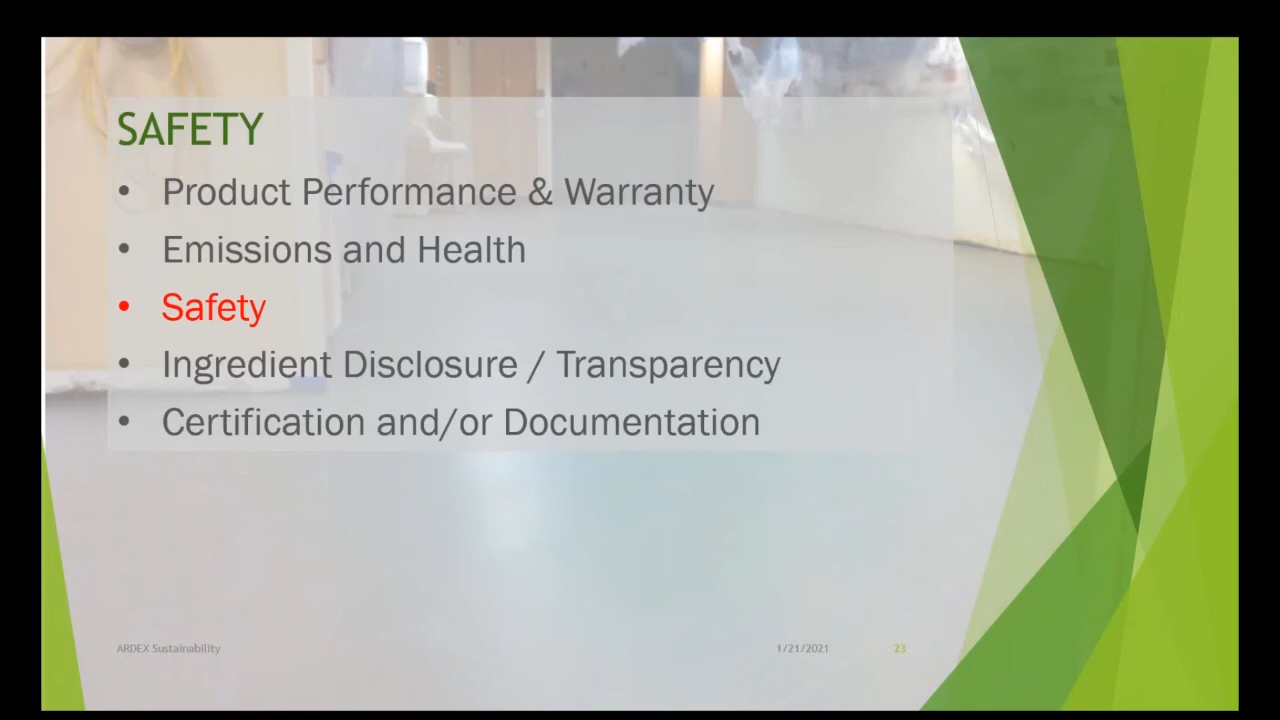 SAFETY
• Product Performance & Warranty
• Emissions and Health
• Safety
• Ingredient Disclosure / Transparency
• Certification and/or Documentation
ARDEX Sustainability 1/21/2021 23